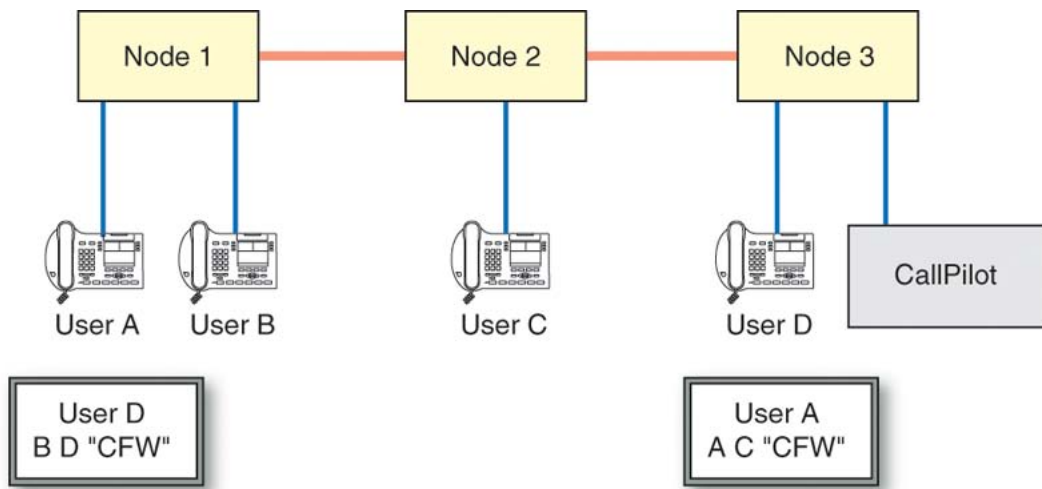 Node 1
Node 2
Node 3
CallPilot
User A
User B
User C
User D
User D
B D "CFW"
User A
A C "CFW"